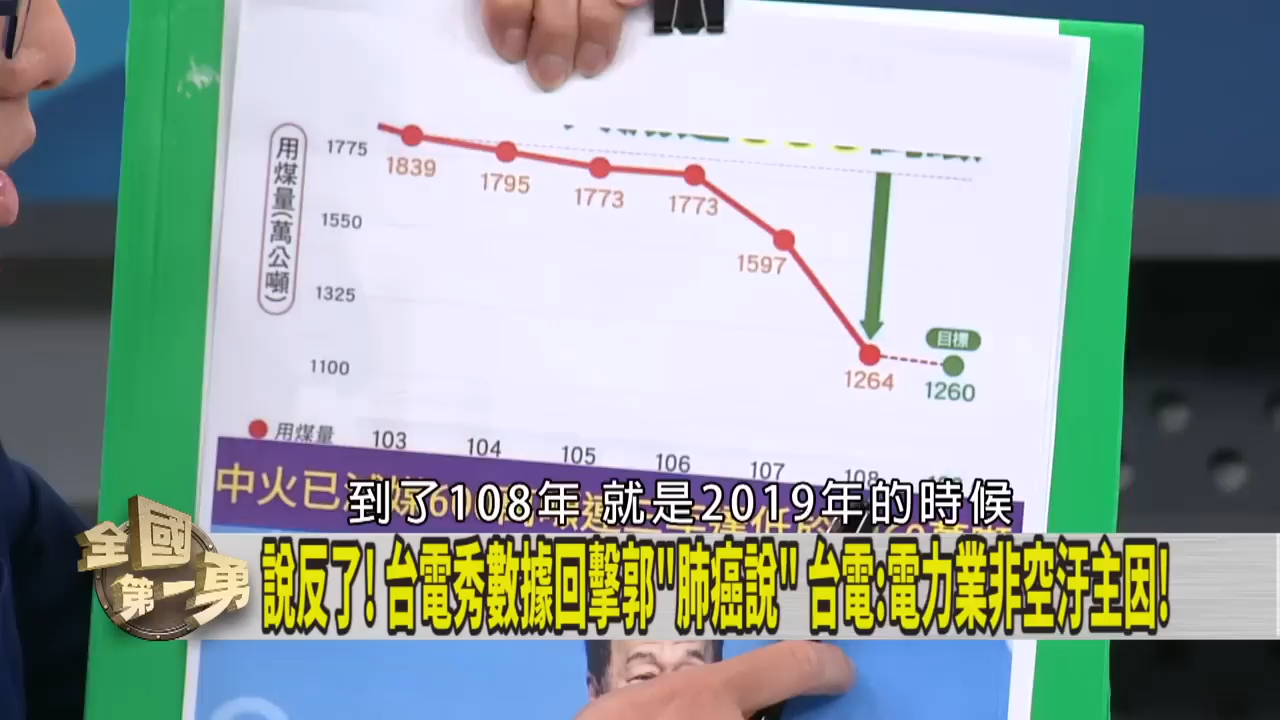 用煤量(萬公噸)
1775
1550
1325
1100
1839
1795
1773
1773
1597
1264
目標
1260
用煤量
103
104
105
106
107
108
中火已減煤60
到了108年 就是2019年的時候
全國第一勇
說反了! 台電秀數據回擊郭"肺癌說" 台電:電力業非空汙主因!